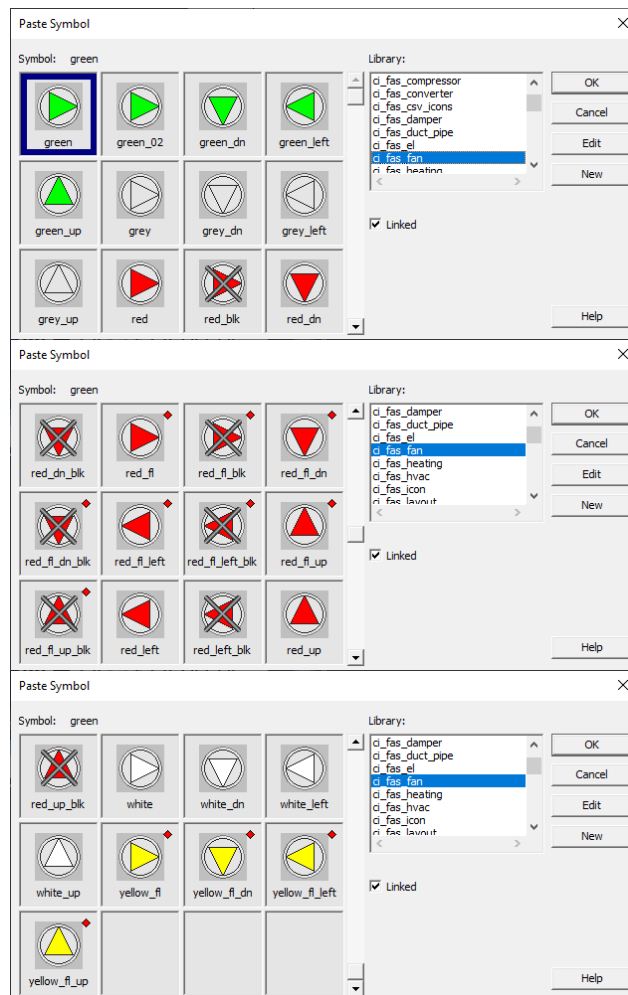 Paste Symbol
Symbol: green
Library:
green green_02 green_dn green_left
green_up grey grey_dn grey_left
grey_up red red_blk red_dn
ci_fas_compressor
ci_fas_converter
ci_fas_csv_icons
ci_fas_damper
ci_fas_duct_pipe
ci_fas_el
ci_fas_fan
ci_fas_heating
Linked
OK
Cancel
Edit
New
Help
Paste Symbol
Symbol: green
Library:
red_dn_blk red_fl red_fl_blk red_fl_dn
red_fl_dn_blk red_fl_left red_fl_left_blk red_fl_up
red_fl_up_blk red_left red_left_blk red_up
ci_fas_damper
ci_fas_duct_pipe
ci_fas_el
ci_fas_fan
ci_fas_heating
ci_fas_hvac
ci_fas_icon
ci_fas_layout
Linked
OK
Cancel
Edit
New
Help
Paste Symbol
Symbol: green
Library:
red_up_blk white white_dn white_left
white_up yellow_fl yellow_fl_dn yellow_fl_left
yellow_fl_up
ci_fas_damper
ci_fas_duct_pipe
ci_fas_el
ci_fas_fan
ci_fas_heating
ci_fas_hvac
ci_fas_icon
ci_fas_layout
Linked
OK
Cancel
Edit
New
Help